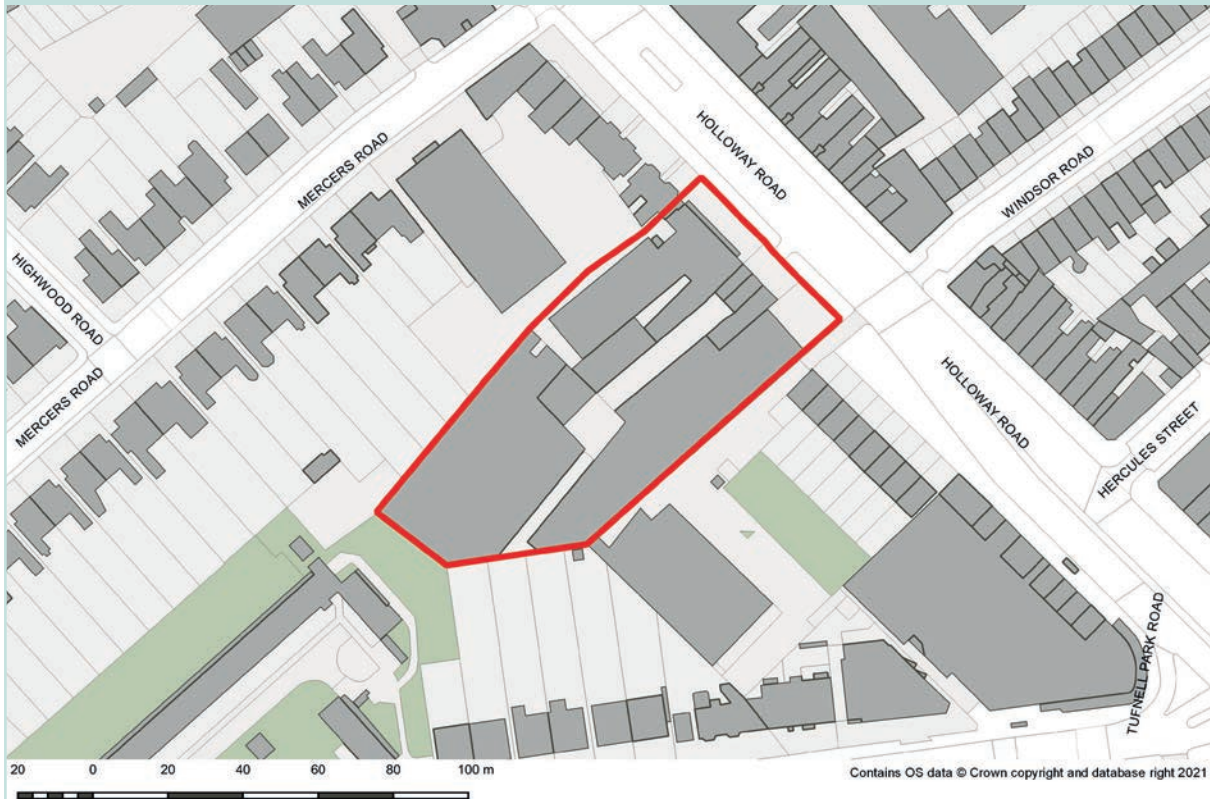 HOLLOWAY ROAD
MERCERS ROAD
WINDSOR ROAD
HIGHWOOD ROAD
HOLLOWAY ROAD
MERCERS ROAD
HERCULES STREET
TUFNELL PARK ROAD
20 0 20 40 60 80 100 m
Contains OS data © Crown copyright and database right 2021